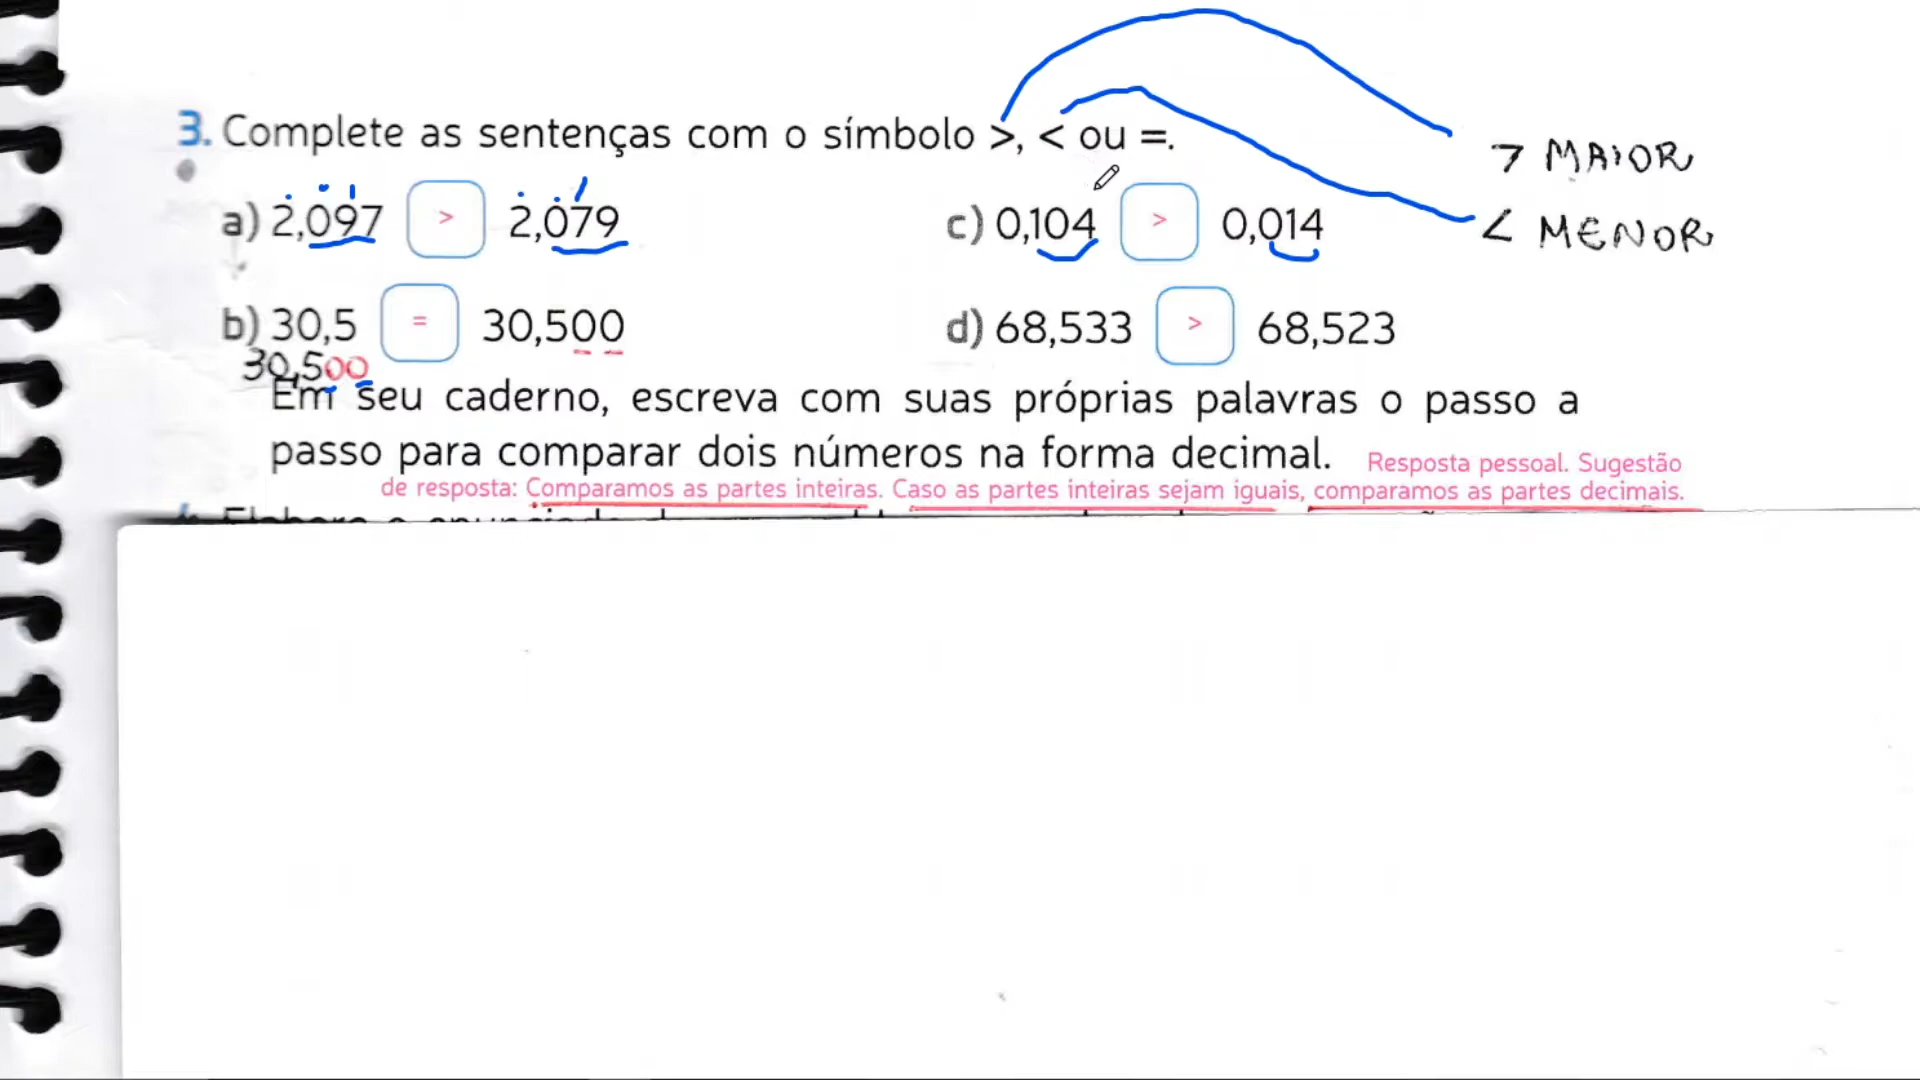 3. Complete as sentenças com o símbolo >, < ou =.
> MAIOR
a) 2,097 > 2,079
c) 0,104 > 0,014
< MENOR
b) 30,5 = 30,500
d) 68,533 > 68,523
30,500
Em seu caderno, escreva com suas próprias palavras o passo a
passo para comparar dois números na forma decimal. Resposta pessoal. Sugestão
de resposta: Comparamos as partes inteiras. Caso as partes inteiras sejam iguais, comparamos as partes decimais.